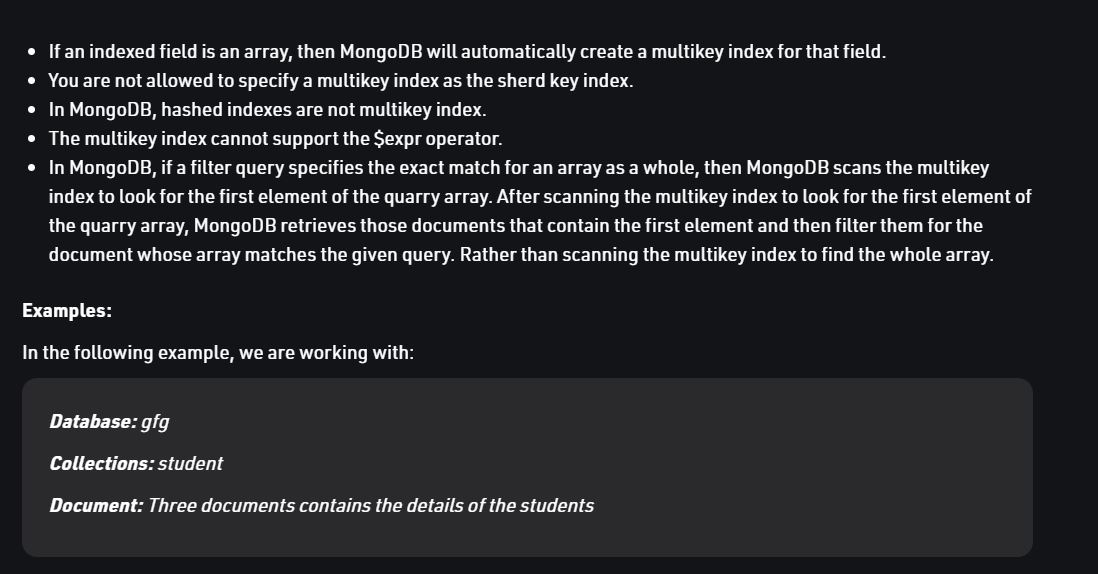 • If an indexed field is an array, then MongoDB will automatically create a multikey index for that field.
• You are not allowed to specify a multikey index as the sherd key index.
• In MongoDB, hashed indexes are not multikey index.
• The multikey index cannot support the $expr operator.
• In MongoDB, if a filter query specifies the exact match for an array as a whole, then MongoDB scans the multikey
index to look for the first element of the quarry array. After scanning the multikey index to look for the first element of
the quarry array, MongoDB retrieves those documents that contain the first element and then filter them for the
document whose array matches the given query. Rather than scanning the multikey index to find the whole array.
Examples:
In the following example, we are working with:
Database: gfg
Collections: student
Document: Three documents contains the details of the students